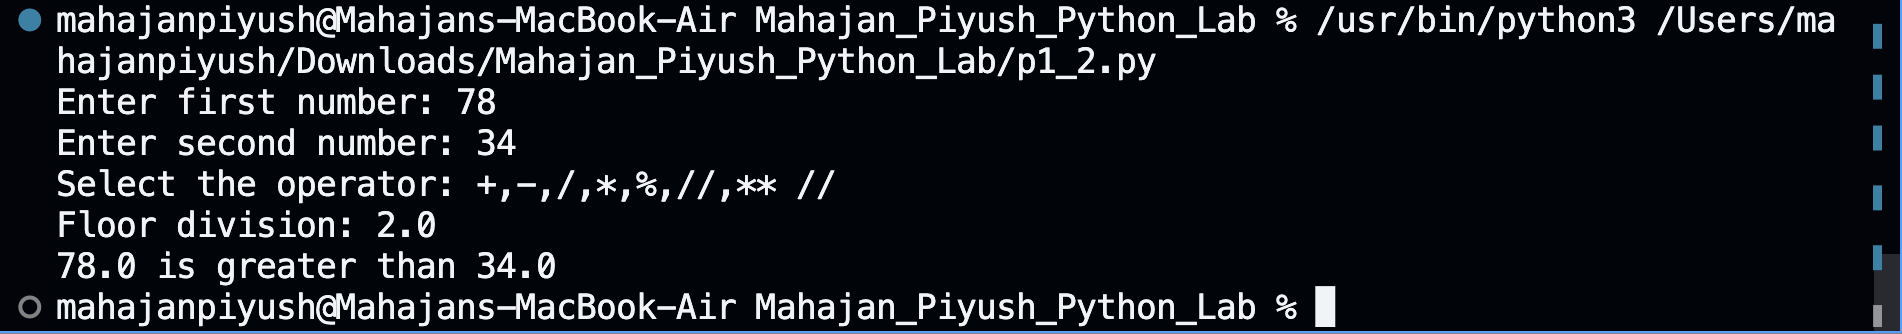 mahajanpiyush@Mahajans-MacBook-Air Mahajan_Piyush_Python_Lab % /usr/bin/python3 /Users/ma
hajanpiyush/Downloads/Mahajan_Piyush_Python_Lab/p1_2.py
Enter first number: 78
Enter second number: 34
Select the operator: +,-,/,*,%,//,** //
Floor division: 2.0
78.0 is greater than 34.0
mahajanpiyush@Mahajans-MacBook-Air Mahajan_Piyush_Python_Lab %